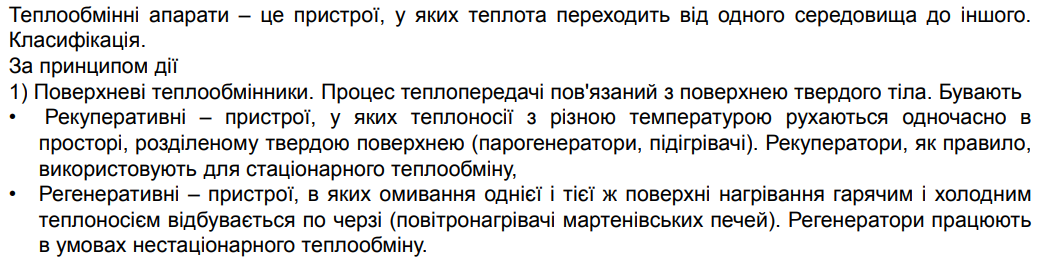 Теплообмінні апарати – це пристрої, у яких теплота переходить від одного середовища до іншого.
Класифікація.
За принципом дії
1) Поверхневі теплообмінники. Процес теплопередачі пов'язаний з поверхнею твердого тіла. Бувають
• Рекуперативні – пристрої, у яких теплоносії з різною температурою рухаються одночасно в
просторі, розділеному твердою поверхнею (парогенератори, підігрівачі). Рекуператори, як правило,
використовують для стаціонарного теплообміну,
• Регенеративні – пристрої, в яких омивання однієї і тієї ж поверхні нагрівання гарячим і холодним
теплоносієм відбувається по черзі (повітронагрівачі мартенівських печей). Регенератори працюють
в умовах нестаціонарного теплообміну.